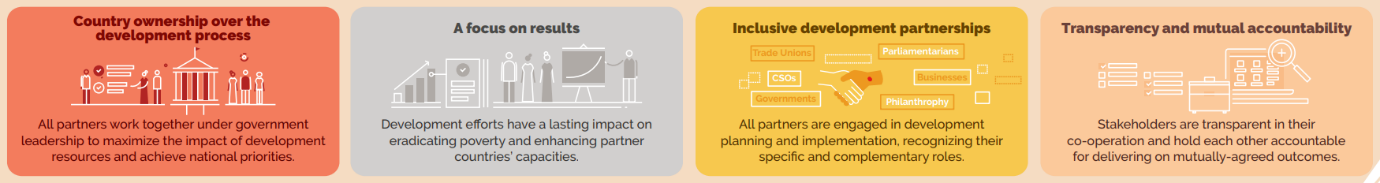 Country ownership over the
development process
All partners work together under government
leadership to maximize the impact of development
resources and achieve national priorities.
A focus on results
Development efforts have a lasting impact on
eradicating poverty and enhancing partner
countries' capacities.
Inclusive development partnerships
Trade Unions
Parliamentarians
CSOs
Businesses
Governments
Philanthrophy
All partners are engaged in development
planning and implementation, recognizing their
specific and complementary roles.
Transparency and mutual accountability
Stakeholders are transparent in their
co-operation and hold each other accountable
for delivering on mutually-agreed outcomes.